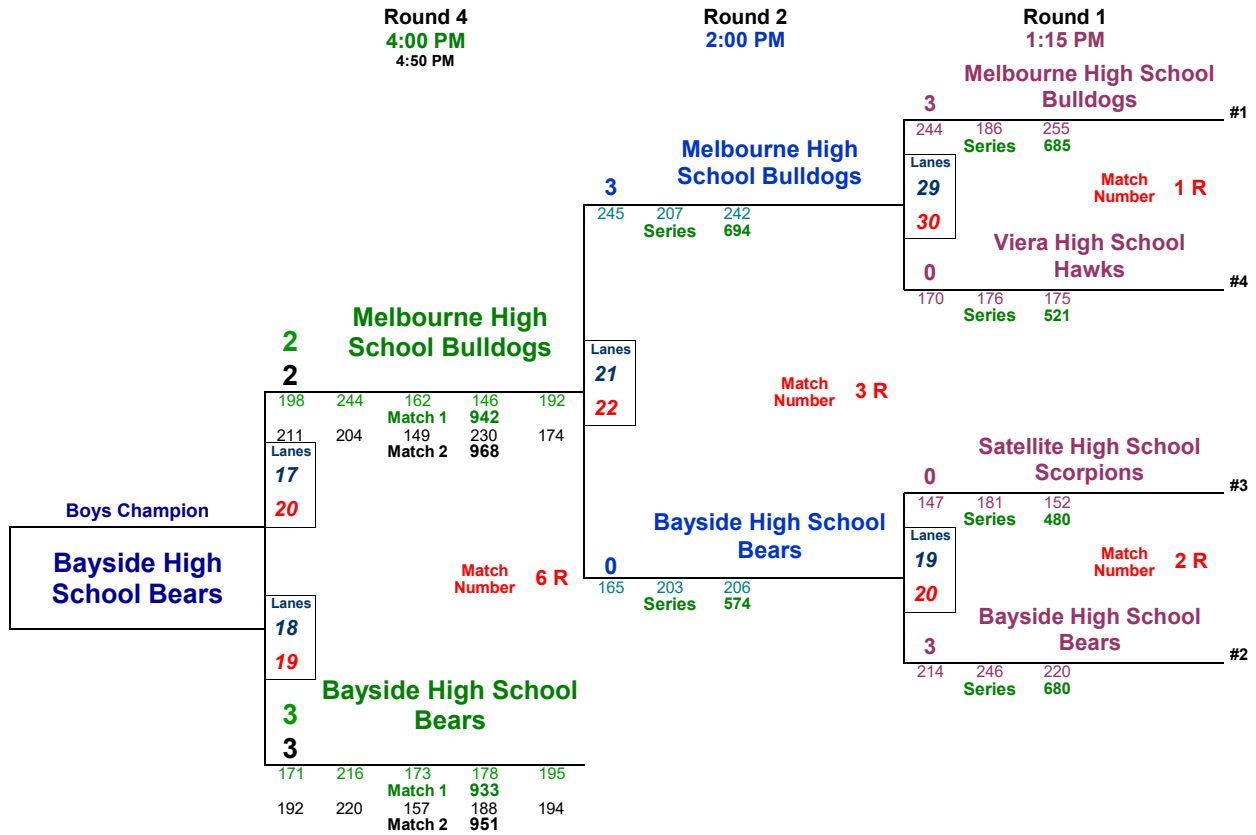 Round 4 Round 2 Round 1
4:00 PM 2:00 PM 1:15 PM
4:50 PM
Melbourne High School
Bulldogs
3
#1
244 186 255
Series 685
Lanes
29
30
Match
Number 1 R
Viera High School
Hawks
0
#4
170 176 175
Series 521
Melbourne High
School Bulldogs
3
245 207 242
Series 694
Lanes
21
22
Match
Number 3 R
Melbourne High
School Bulldogs
2
2
198 244 162 146 192
Match 1 942
211 204 149 230 174
Match 2 968
Lanes
17
20
Satellite High School
Scorpions
0
#3
147 181 152
Series 480
Lanes
19
20
Match
Number 2 R
Bayside High School
Bears
3
#2
214 246 220
Series 680
Bayside High School
Bears
0
165 203 206
Series 574
Boys Champion
Bayside High
School Bears
Match
Number 6 R
Lanes
18
19
Bayside High School
Bears
3
3
171 216 173 178 195
Match 1 933
192 220 157 188 194
Match 2 951